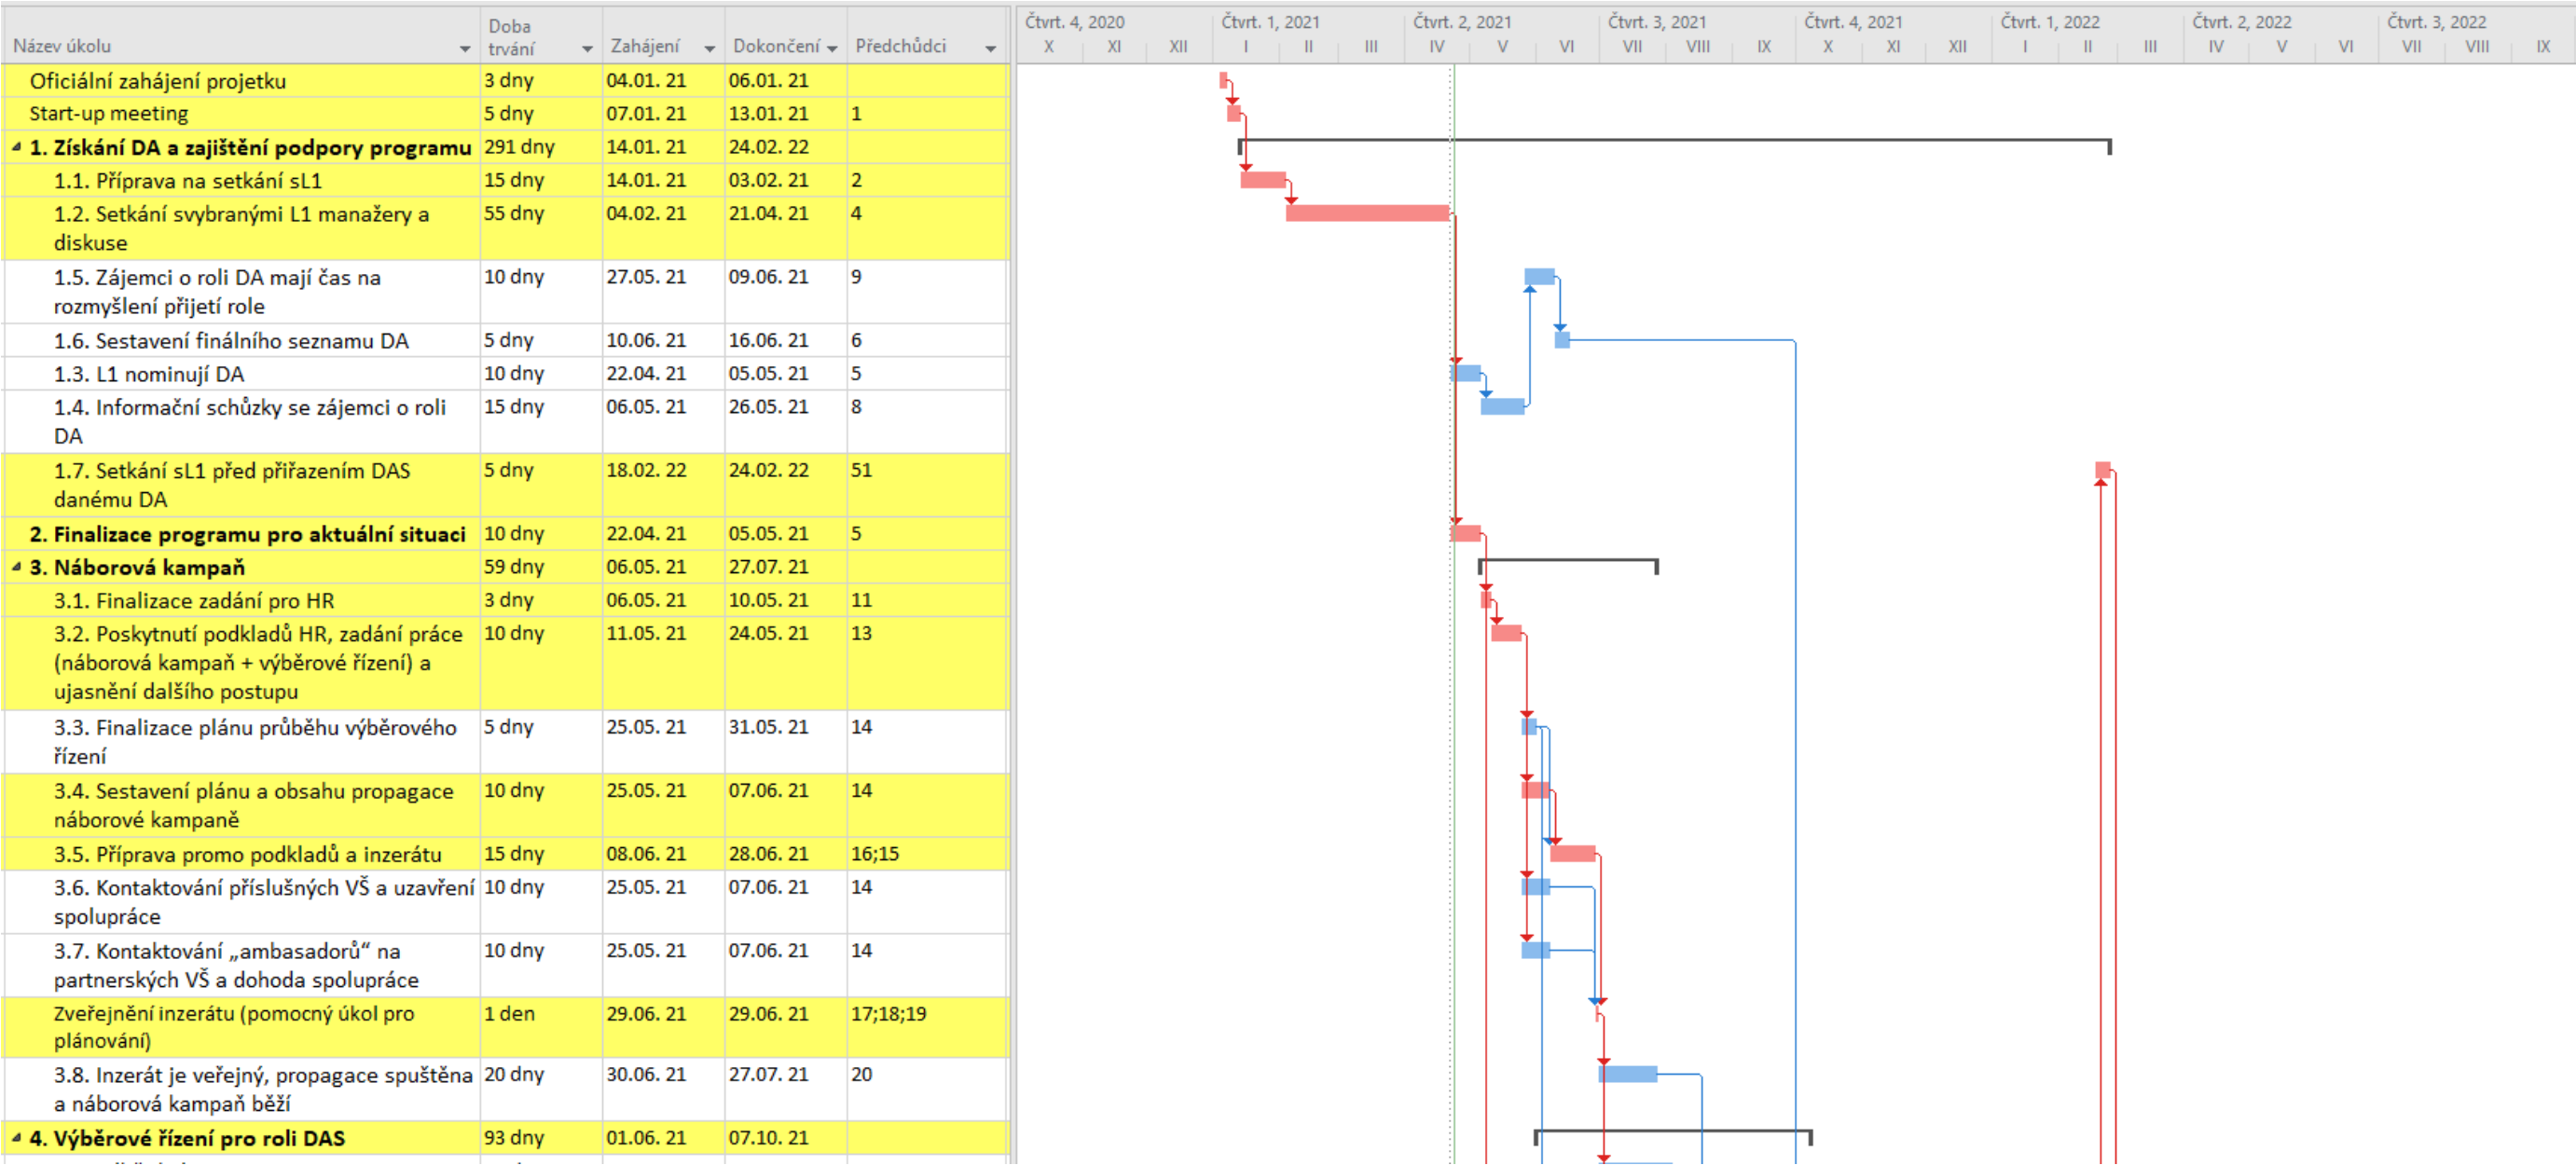 Čtvrt. 4, 2020 Čtvrt. 1, 2021 Čtvrt. 2, 2021 Čtvrt. 3, 2021 Čtvrt. 4, 2021 Čtvrt. 1, 2022 Čtvrt. 2, 2022 Čtvrt. 3, 2022
Název úkolu Doba trvání Zahájení Dokončení Předchůdci X XI XII I II III IV V VI VII VIII IX X XI XII I II III IV V VI VII VIII IX
Oficiální zahájení projetku 3 dny 04.01. 21 06.01. 21
Start-up meeting 5 dny 07.01. 21 13.01. 21 1
1. Získání DA a zajištění podpory programu 291 dny 14.01. 21 24.02. 22
1.1. Příprava na setkání sL1 15 dny 14.01. 21 03.02. 21 2
1.2. Setkání svybranými L1 manažery a 55 dny 04.02. 21 21.04. 21 4
diskuse
1.5. Zájemci o roli DA mají čas na 10 dny 27.05. 21 09.06. 21 9
rozmyšlení přijetí role
1.6. Sestavení finálního seznamu DA 5 dny 10.06. 21 16.06. 21 6
1.3. L1 nominují DA 10 dny 22.04. 21 05.05. 21 5
1.4. Informační schůzky se zájemci o roli 15 dny 06.05. 21 26.05. 21 8
DA
1.7. Setkání sL1 před přiřazením DAS 5 dny 18.02. 22 24.02. 22 51
danému DA
2. Finalizace programu pro aktuální situaci 10 dny 22.04. 21 05.05. 21 5
3. Náborová kampaň 59 dny 06.05. 21 27.07. 21
3.1. Finalizace zadání pro HR 3 dny 06.05. 21 10.05. 21 11
3.2. Poskytnutí podkladů HR, zadání práce 10 dny 11.05. 21 24.05. 21 13
(náborová kampaň + výběrové řízení) a
ujasnění dalšího postupu
3.3. Finalizace plánu průběhu výběrového 5 dny 25.05. 21 31.05. 21 14
řízení
3.4. Sestavení plánu a obsahu propagace 10 dny 25.05. 21 07.06. 21 14
náborové kampaně
3.5. Příprava promo podkladů a inzerátu 15 dny 08.06. 21 28.06. 21 16;15
3.6. Kontaktování příslušných VŠ a uzavření 10 dny 25.05. 21 07.06. 21 14
spolupráce
3.7. Kontaktování „ambasadorů“ na 10 dny 25.05. 21 07.06. 21 14
partnerských VŠ a dohoda spolupráce
Zveřejnění inzerátu (pomocný úkol pro 1 den 29.06. 21 29.06. 21 17;18;19
plánování)
3.8. Inzerát je veřejný, propagace spuštěna 20 dny 30.06. 21 27.07. 21 20
a náborová kampaň běží
4. Výběrové řízení pro roli DAS 93 dny 01.06. 21 07.10. 21